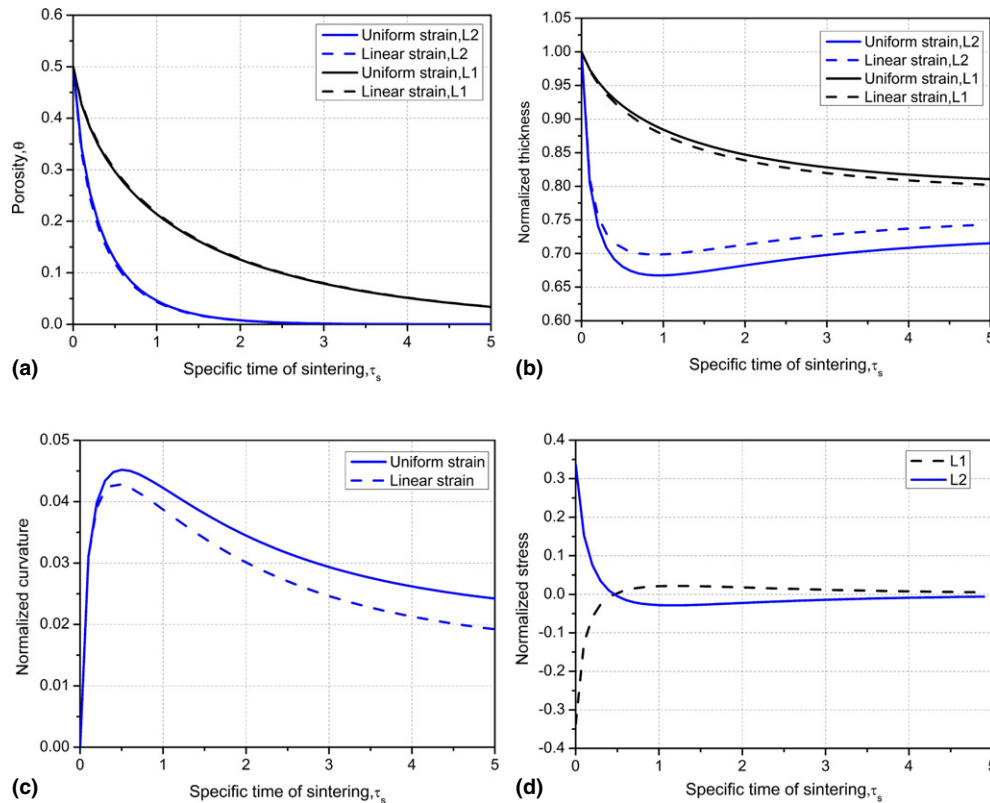 0.6
0.5
0.4
0.3
0.2
0.1
0.0
Porosity,θ
Uniform strain,L2
Linear strain,L2
Uniform strain,L1
Linear strain,L1
0 1 2 3 4 5
Specific time of sintering,τs
(a)
1.05
1.00
0.95
0.90
0.85
0.80
0.75
0.70
0.65
0.60
Normalized thickness
Uniform strain,L2
Linear strain,L2
Uniform strain,L1
Linear strain,L1
0 1 2 3 4 5
Specific time of sintering,τs
(b)
0.05
0.04
0.03
0.02
0.01
0.00
Normalized curvature
Uniform strain
Linear strain
0 1 2 3 4 5
Specific time of sintering,τs
(c)
0.4
0.3
0.2
0.1
0.0
-0.1
-0.2
-0.3
-0.4
Normalized stress
L1
L2
0 1 2 3 4 5
Specific time of sintering,τs
(d)